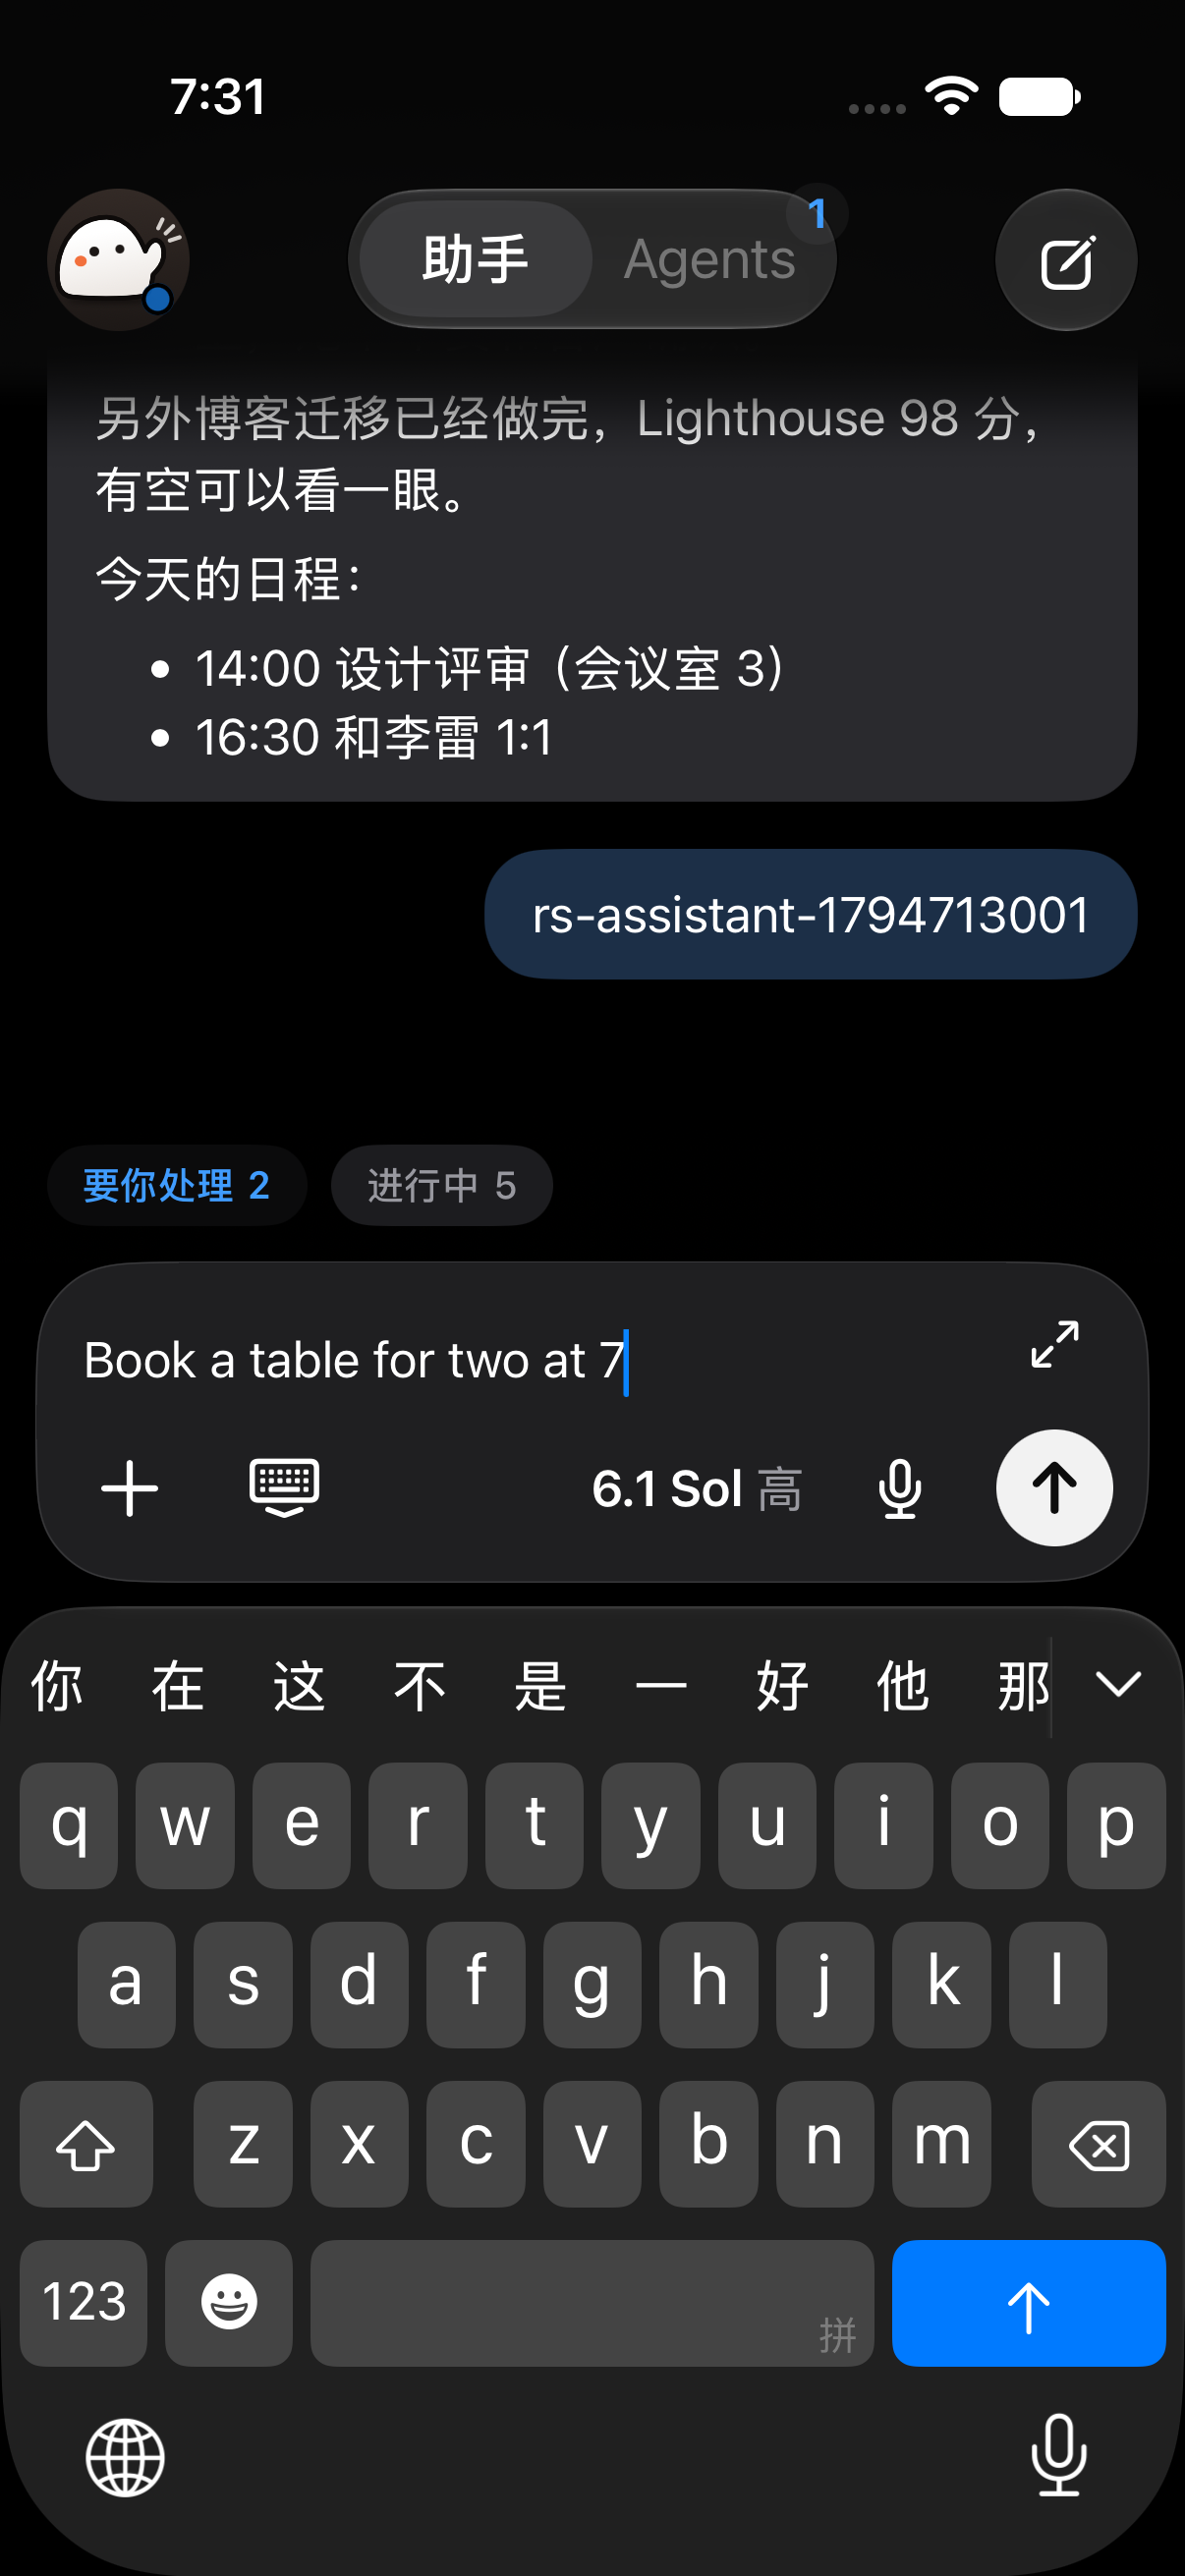 7:31
助手
Agents
1
另外博客迁移已经做完，Lighthouse 98 分，
有空可以看一眼。
今天的日程：
• 14:00 设计评审（会议室 3）
• 16:30 和李雷 1:1
rs-assistant-1794713001
要你处理 2
进行中 5
Book a table for two at 7
6.1 Sol 高
你 在 这 不 是 一 好 他 那
q w e r t y u i o p
a s d f g h j k l
z x c v b n m
123
拼